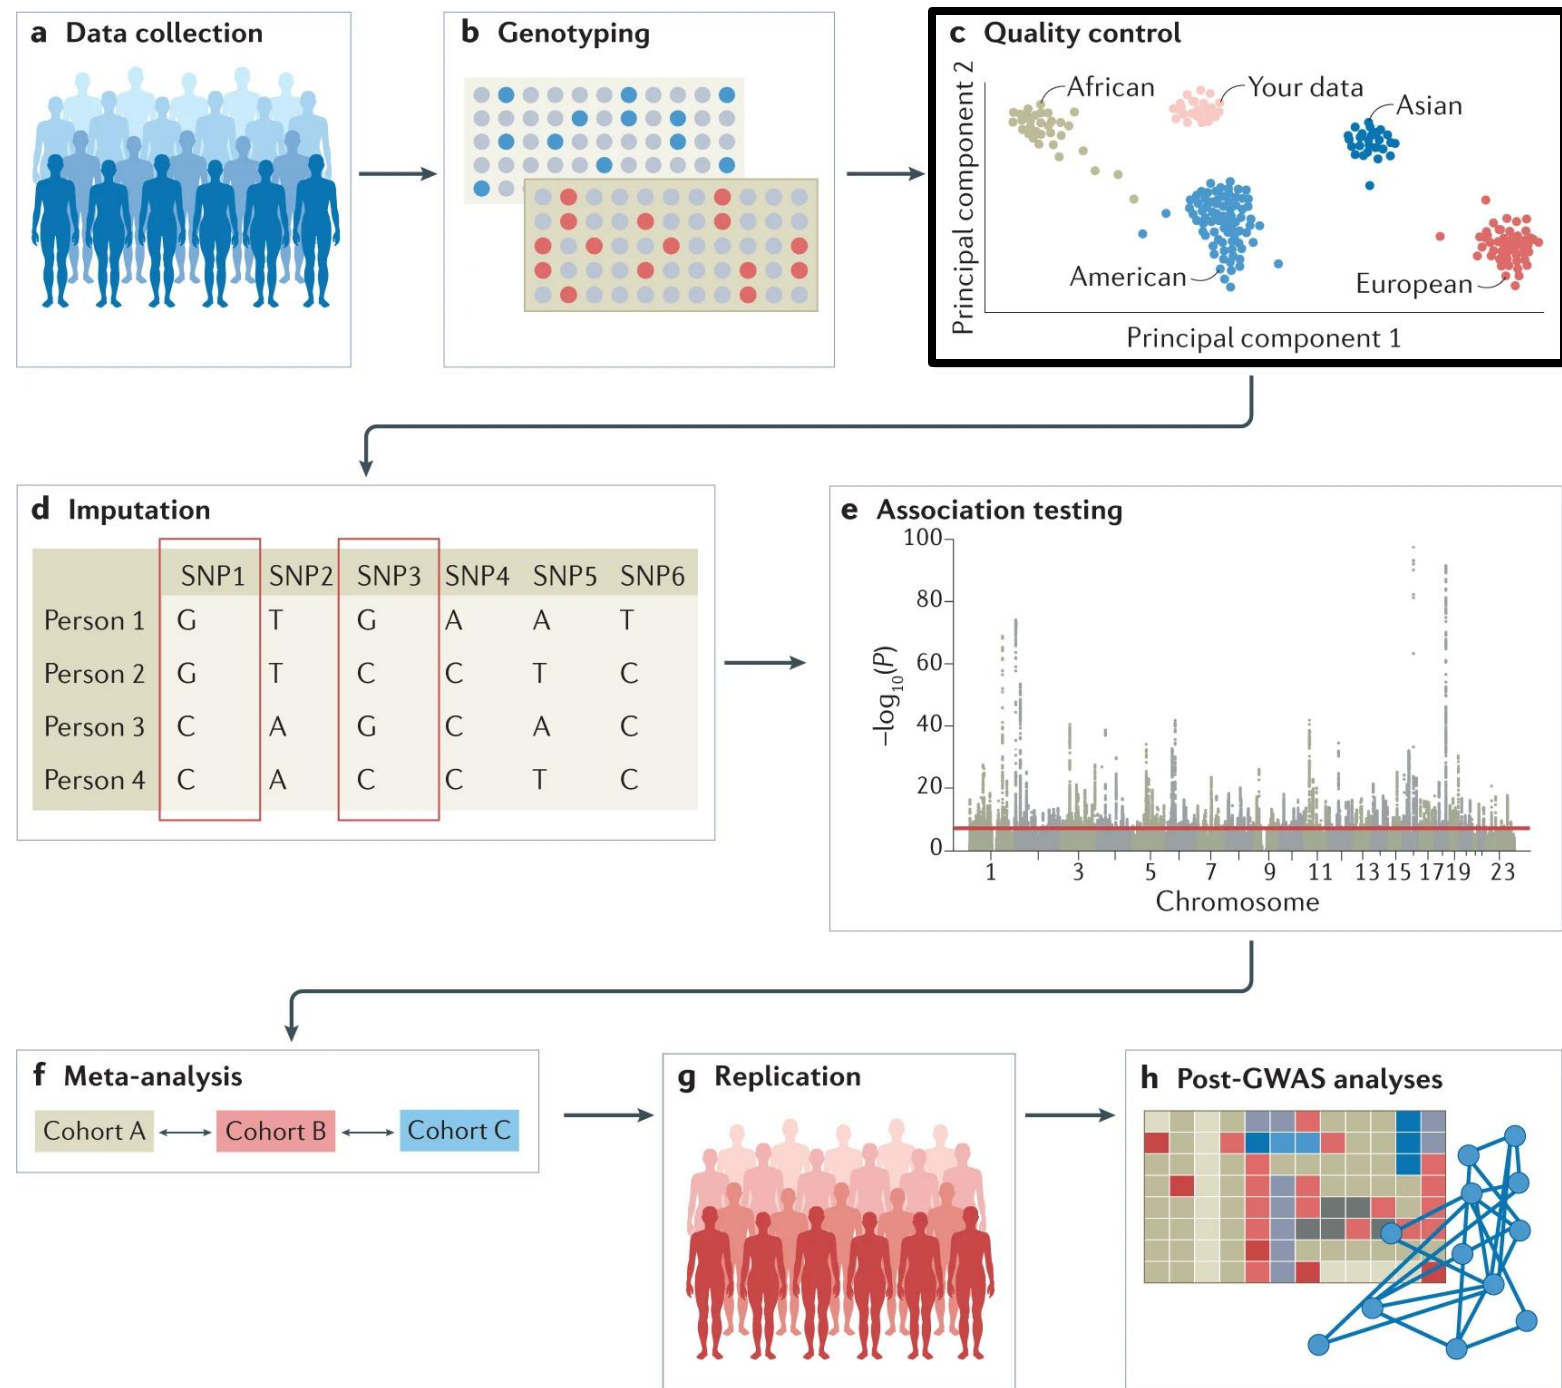 a Data collection
b Genotyping
c Quality control
African
Your data
Asian
American
European
Principal component 2
Principal component 1
d Imputation
SNP1 SNP2 SNP3 SNP4 SNP5 SNP6
Person 1 G T G A A T
Person 2 G T C C T C
Person 3 C A G C A C
Person 4 C A C C T C
e Association testing
100
80
60
40
20
0
–log10(P)
1 3 5 7 9 11 13 15 17 19 23
Chromosome
f Meta-analysis
Cohort A Cohort B Cohort C
g Replication
h Post-GWAS analyses